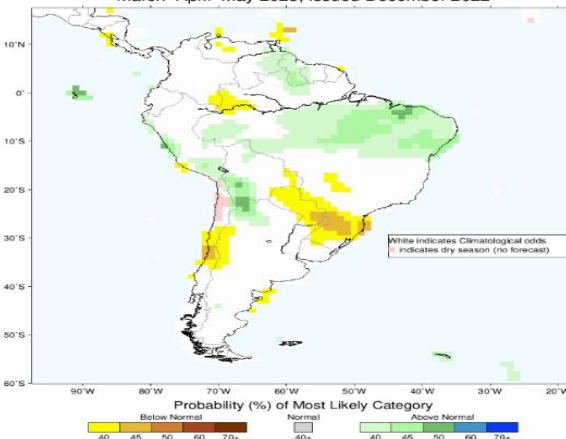 March-April-May 2023, Issued December 2022
10°N
0°
10°S
20°S
30°S
40°S
50°S
60°S
90°W 80°W 70°W 60°W 50°W 40°W 30°W 20°W
White indicates Climatological odds
indicates dry season (no forecast)
Probability (%) of Most Likely Category
Below Normal Normal Above Normal
40 45 50 60 70+ 40+ 40 45 50 60 70+